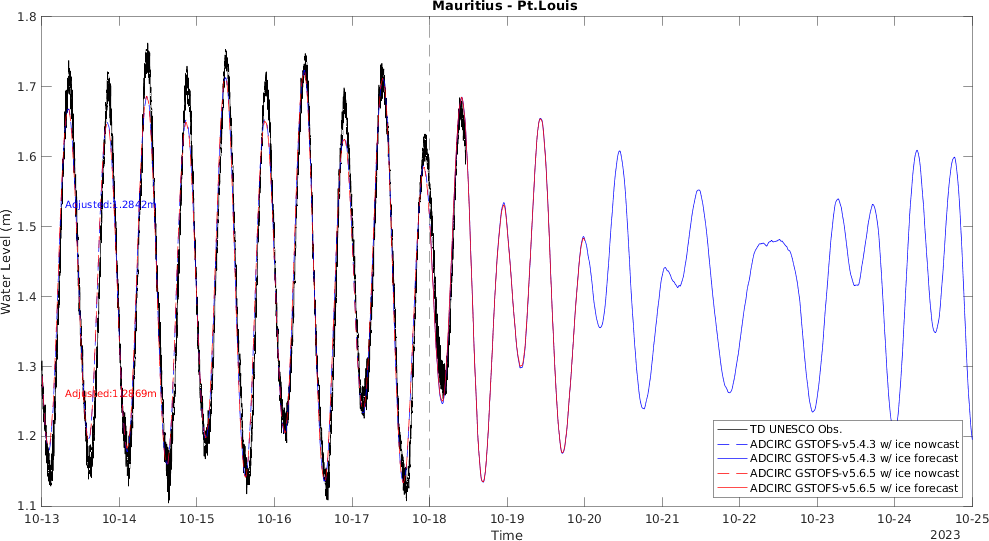 Mauritius - Pt.Louis
1.8
1.7
1.6
1.5
1.4
1.3
1.2
1.1
Water Level (m)
Adjusted:1.2842m
Adjusted:1.2869m
TD UNESCO Obs.
ADCIRC GSTOFS-v5.4.3 w/ ice nowcast
ADCIRC GSTOFS-v5.4.3 w/ ice forecast
ADCIRC GSTOFS-v5.6.5 w/ ice nowcast
ADCIRC GSTOFS-v5.6.5 w/ ice forecast
10-13 10-14 10-15 10-16 10-17 10-18 10-19 10-20 10-21 10-22 10-23 10-24 10-25
Time
2023